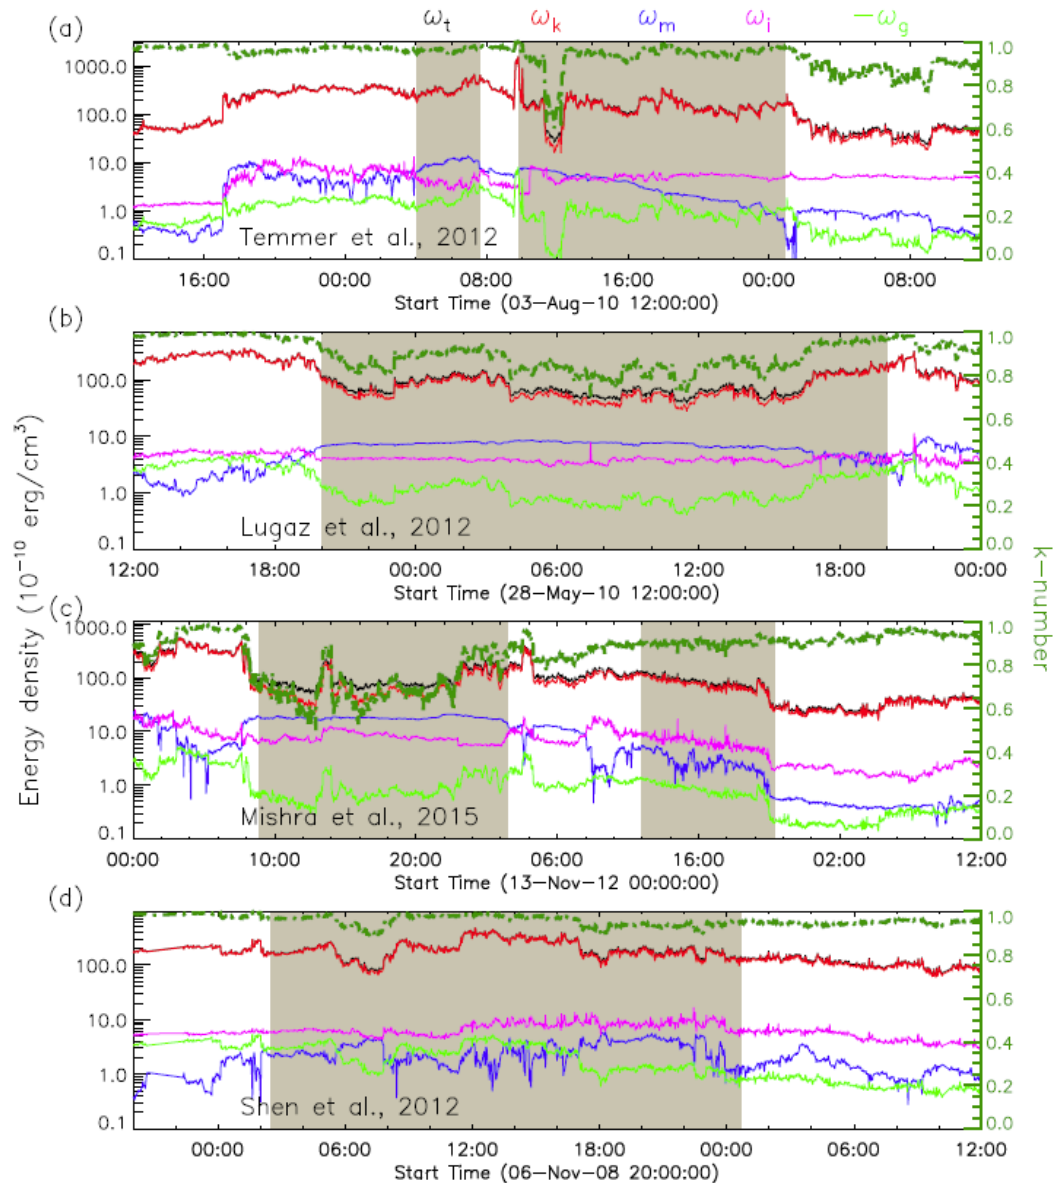 (a) ω_t ω_k ω_m ω_i −ω_g
1000.0 1.0
100.0 0.8
10.0 0.6
1.0 0.4
0.1 0.2
0.0
Temmer et al., 2012
16:00 00:00 08:00 16:00 00:00 08:00
Start Time (03-Aug-10 12:00:00)
(b)
100.0 1.0
10.0 0.8
1.0 0.6
0.1 0.4
0.2
0.0
Lugaz et al., 2012
12:00 18:00 00:00 06:00 12:00 18:00 00:00
Start Time (28-May-10 12:00:00)
Energy density (10⁻¹⁰ erg/cm³)
k-number
(c)
1000.0 1.0
100.0 0.8
10.0 0.6
1.0 0.4
0.1 0.2
0.0
Mishra et al., 2015
00:00 10:00 20:00 06:00 16:00 02:00 12:00
Start Time (13-Nov-12 00:00:00)
(d)
100.0 1.0
10.0 0.8
1.0 0.6
0.1 0.4
0.2
0.0
Shen et al., 2012
00:00 06:00 12:00 18:00 00:00 06:00 12:00
Start Time (06-Nov-08 20:00:00)